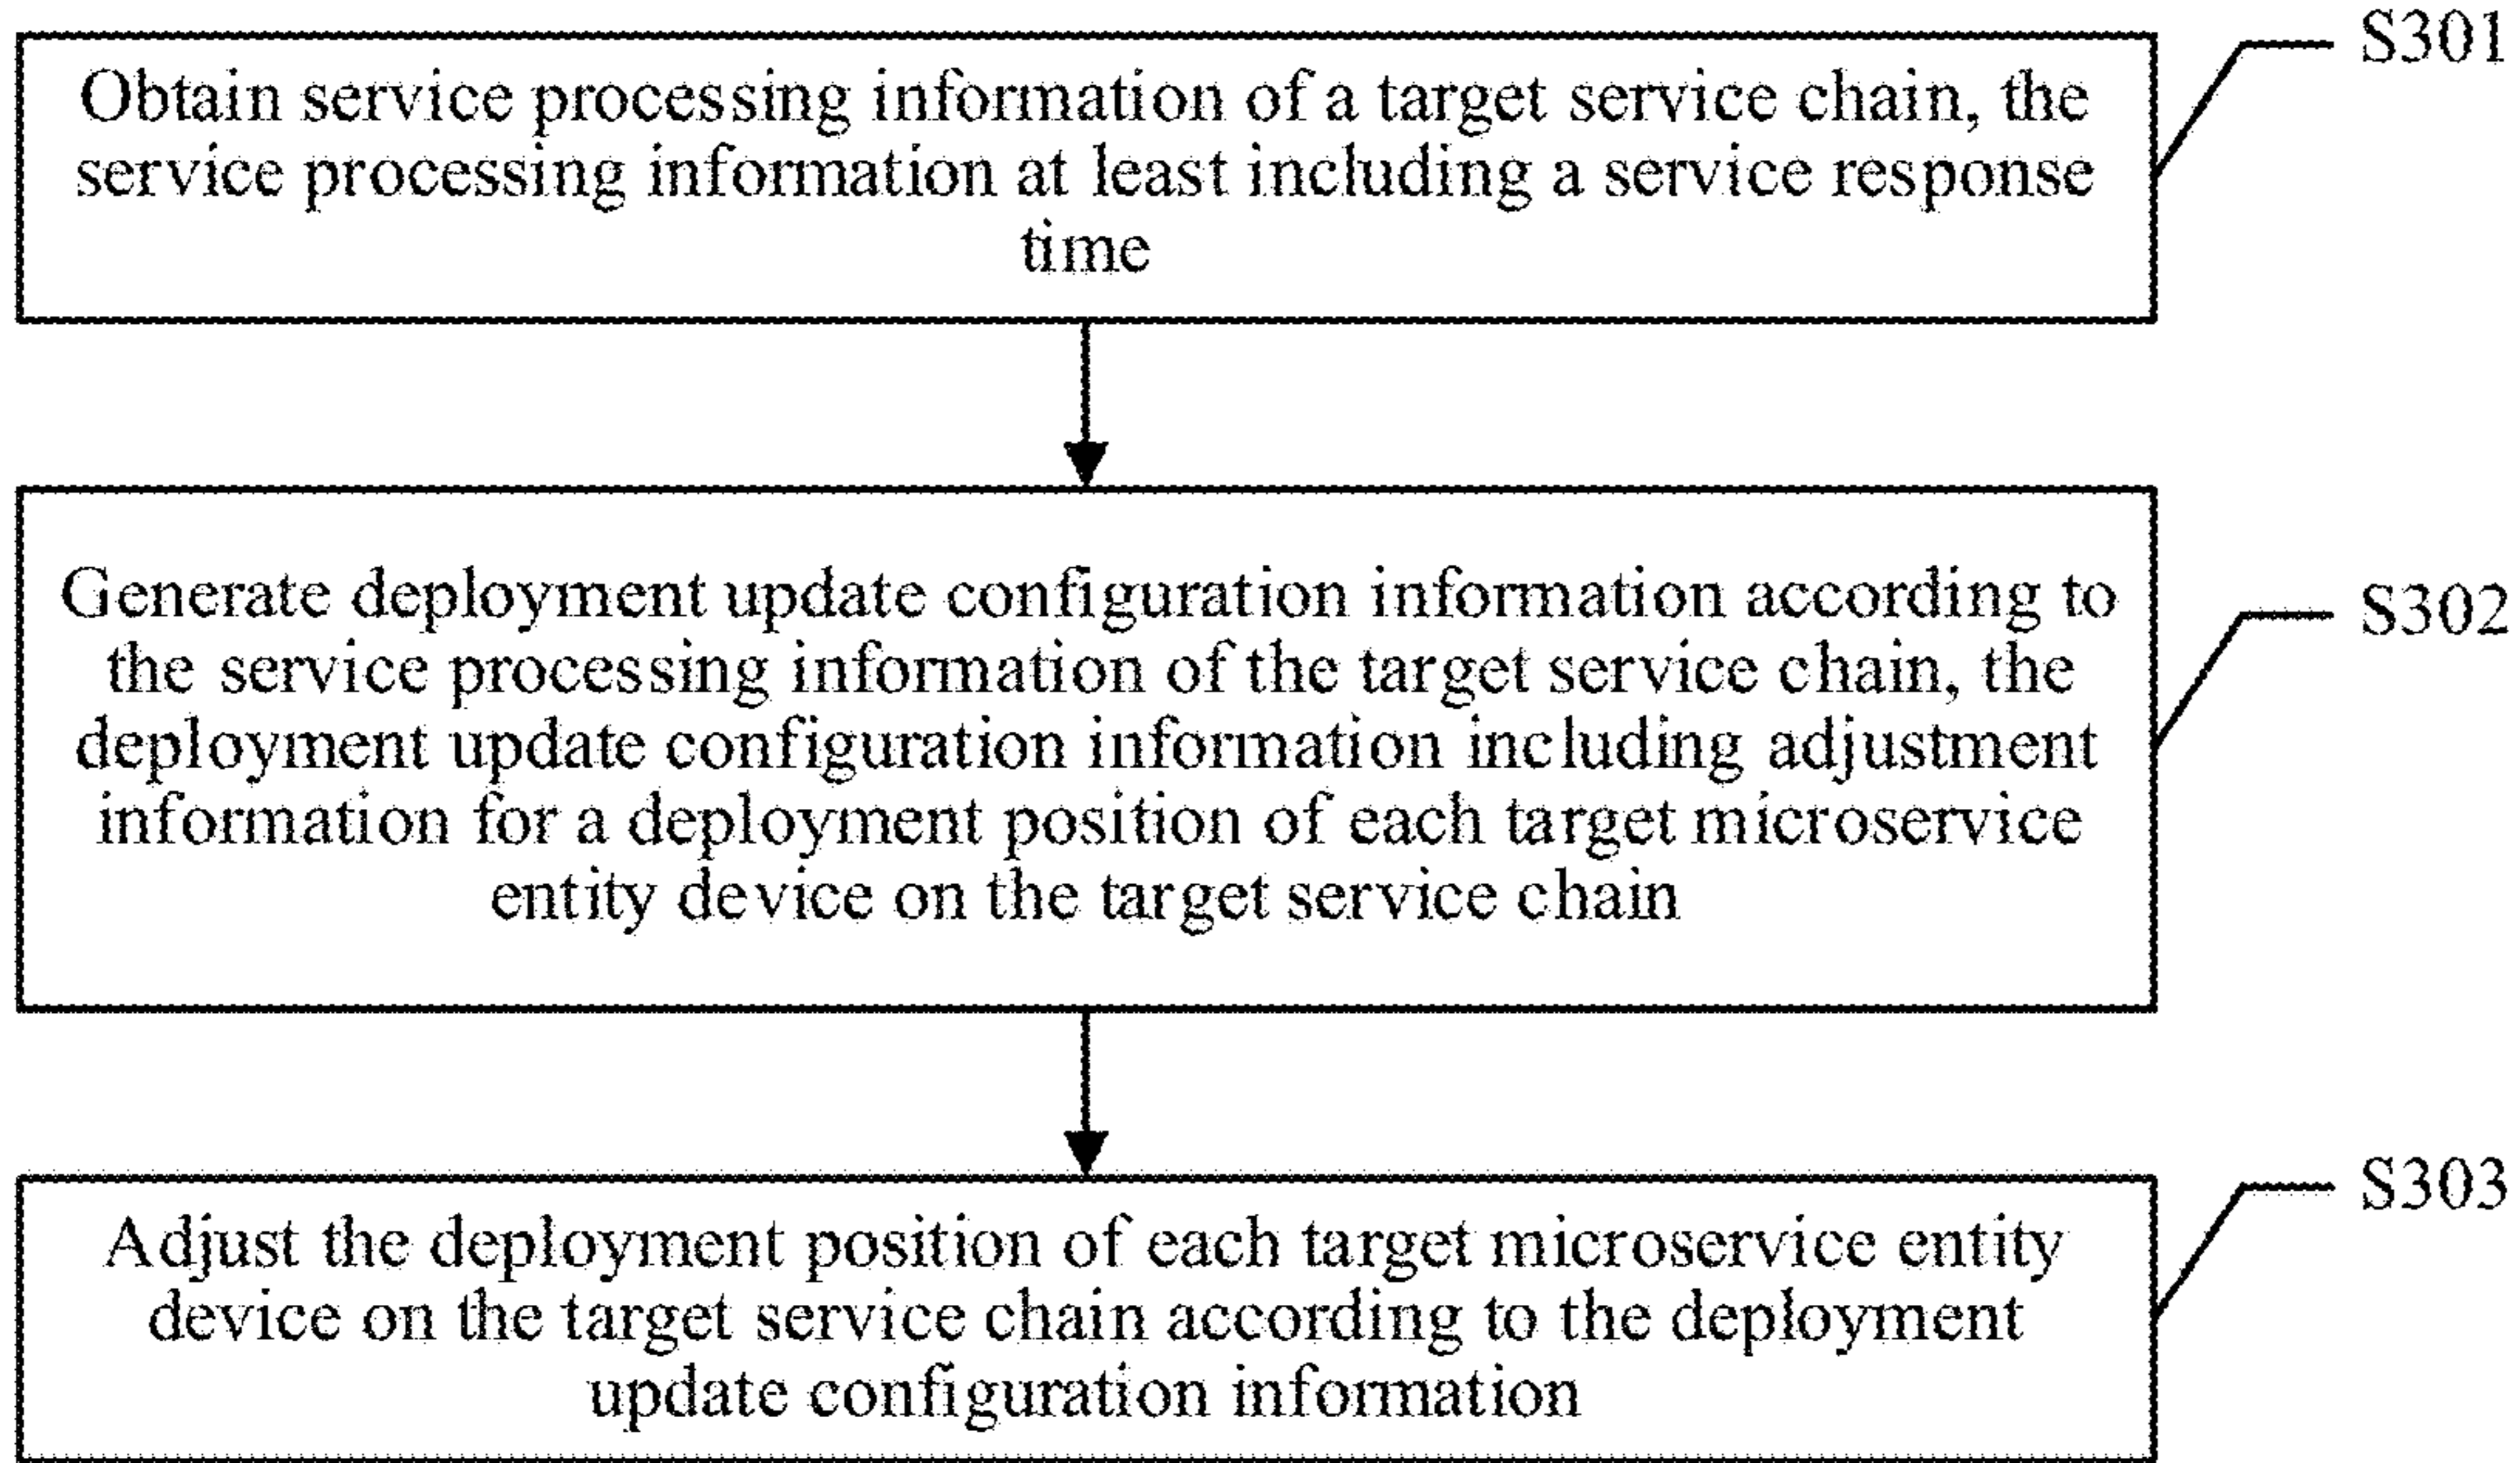 S301
Obtain service processing information of a target service chain, the
service processing information at least including a service response
time
Generate deployment update configuration information according to
the service processing information of the target service chain, the
deployment update configuration information including adjustment
information for a deployment position of each target microservice
entity device on the target service chain
S302
Adjust the deployment position of each target microservice entity
device on the target service chain according to the deployment
update configuration information
S303